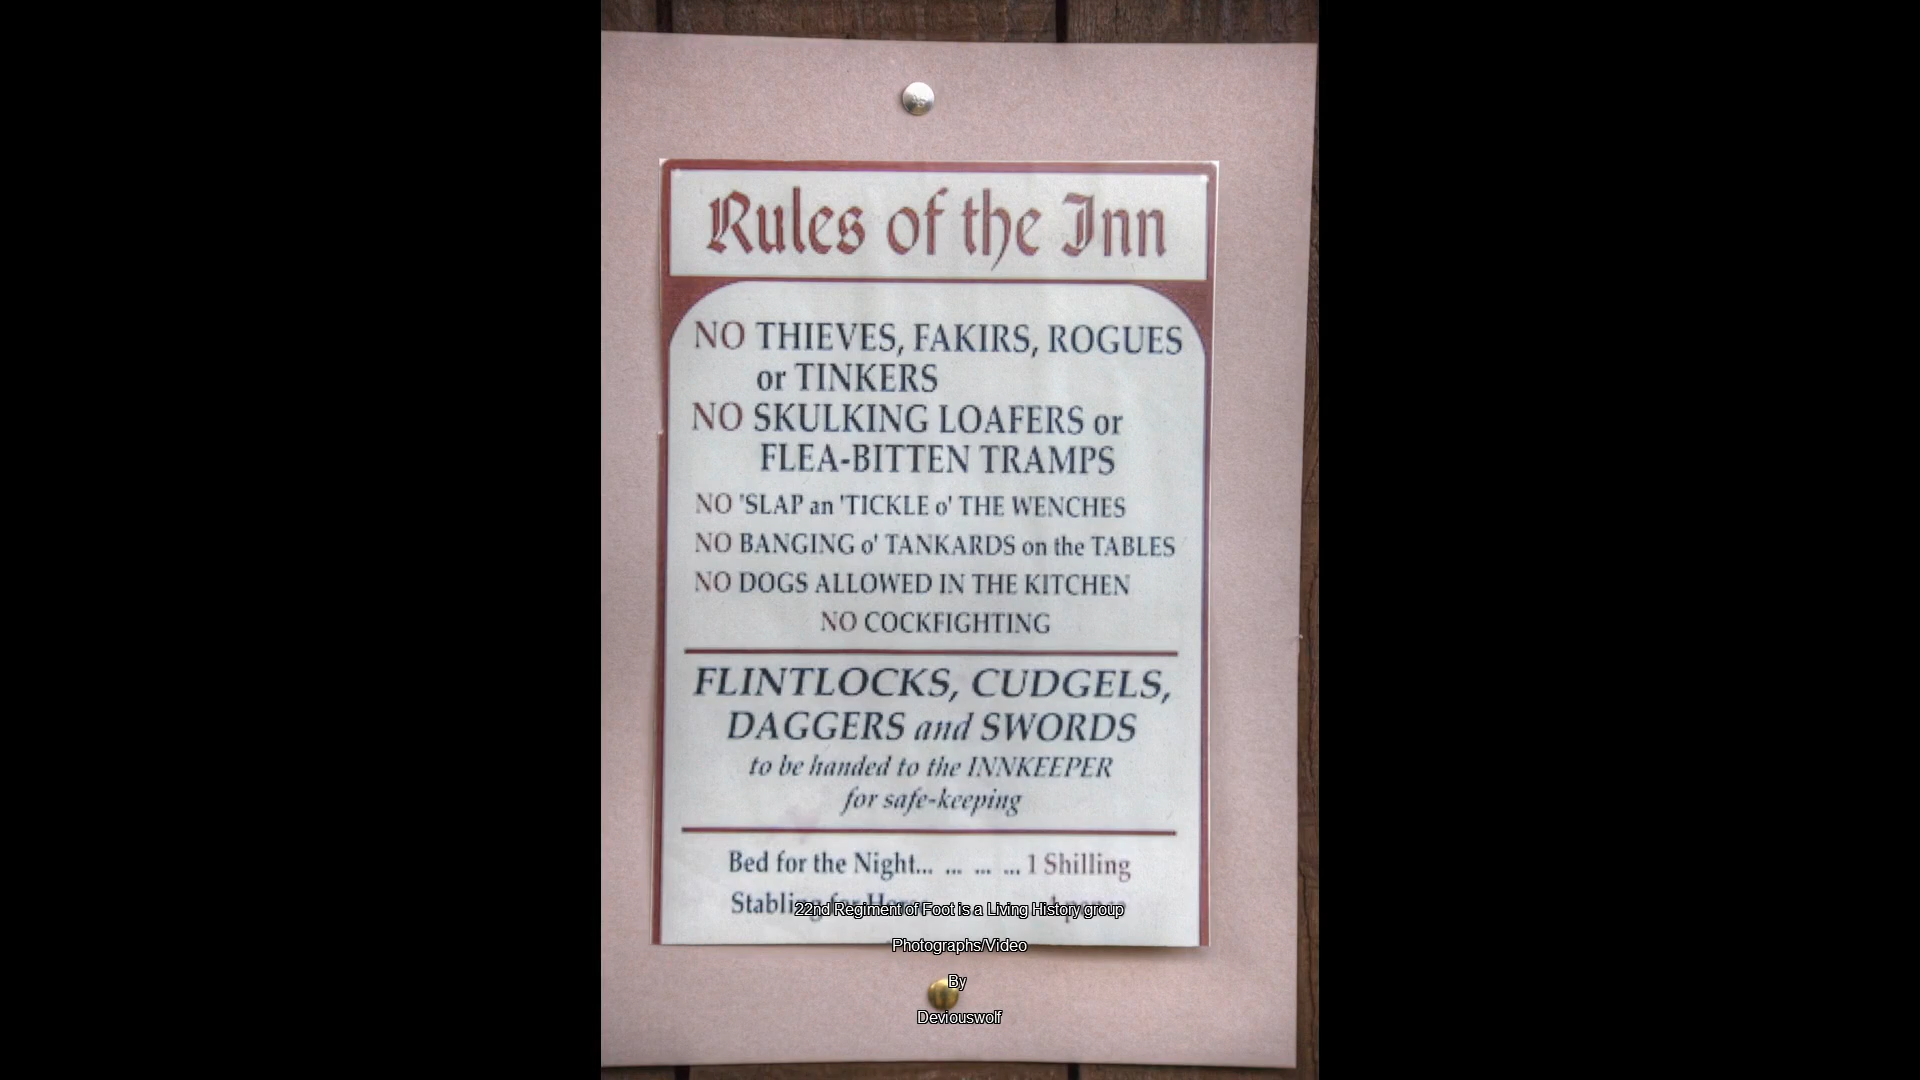 Rules of the Inn
NO THIEVES, FAKIRS, ROGUES
or TINKERS
NO SKULKING LOAFERS or
FLEA-BITTEN TRAMPS
NO 'SLAP an 'TICKLE o' THE WENCHES
NO BANGING o' TANKARDS on the TABLES
NO DOGS ALLOWED IN THE KITCHEN
NO COCKFIGHTING
FLINTLOCKS, CUDGELS,
DAGGERS and SWORDS
to be handed to the INNKEEPER
for safe-keeping
Bed for the Night... ... ... ... 1 Shilling
Stabling for Horse
22nd Regiment of Foot is a Living History group
Photographs/Video
By
Deviouswolf